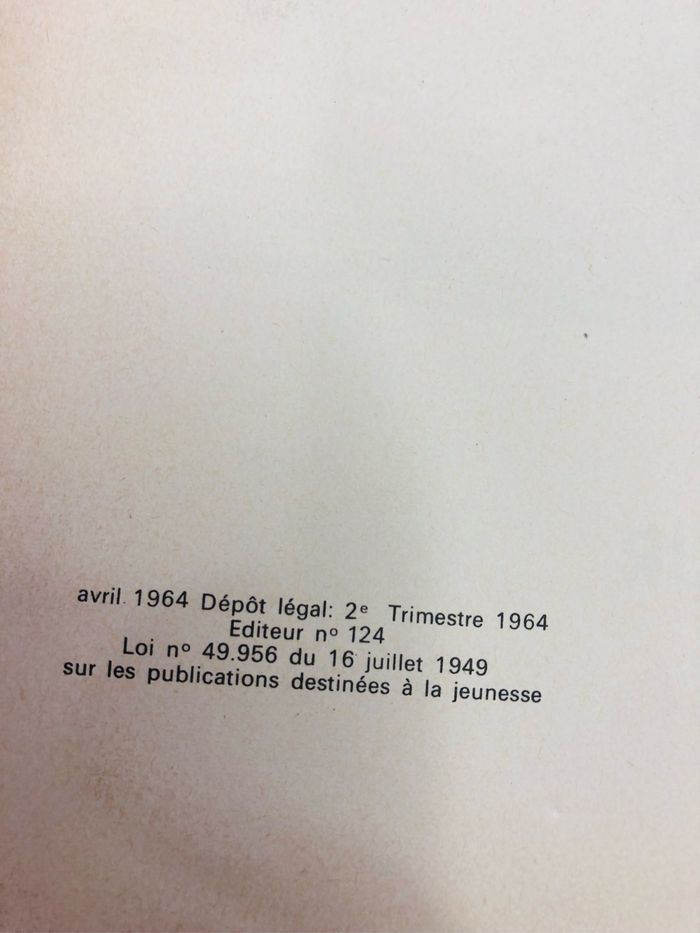 avril 1964 Dépôt légal: 2e Trimestre 1964
Editeur nº 124
Loi nº 49.956 du 16 juillet 1949
sur les publications destinées à la jeunesse